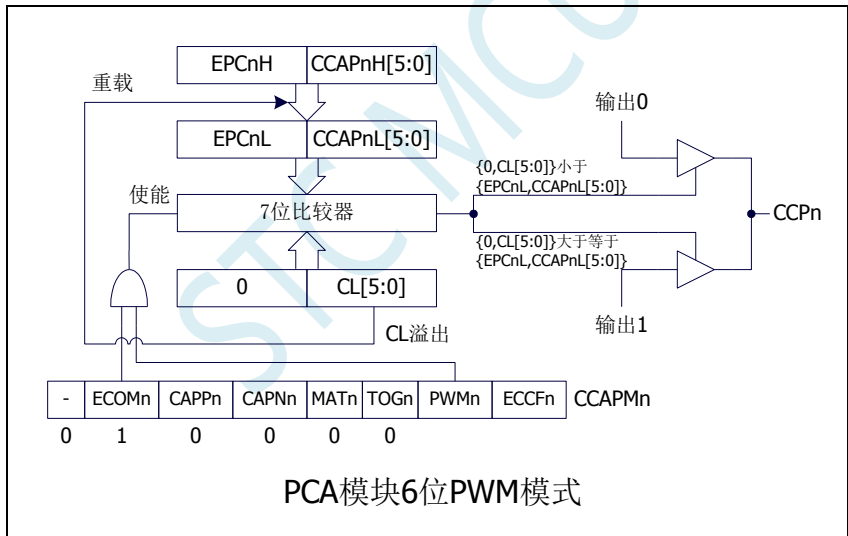 EPCnH CCAPnH[5:0]
重载
EPCnL CCAPnL[5:0]
使能
7位比较器
0 CL[5:0]
CL溢出
输出0
{0,CL[5:0]}小于
{EPCnL,CCAPnL[5:0]}
CCPn
{0,CL[5:0]}大于等于
{EPCnL,CCAPnL[5:0]}
输出1
- ECOMn CAPPn CAPNn MATn TOGn PWMn ECCFn CCAPMn
0 1 0 0 0 0
PCA模块6位PWM模式
STC MCU